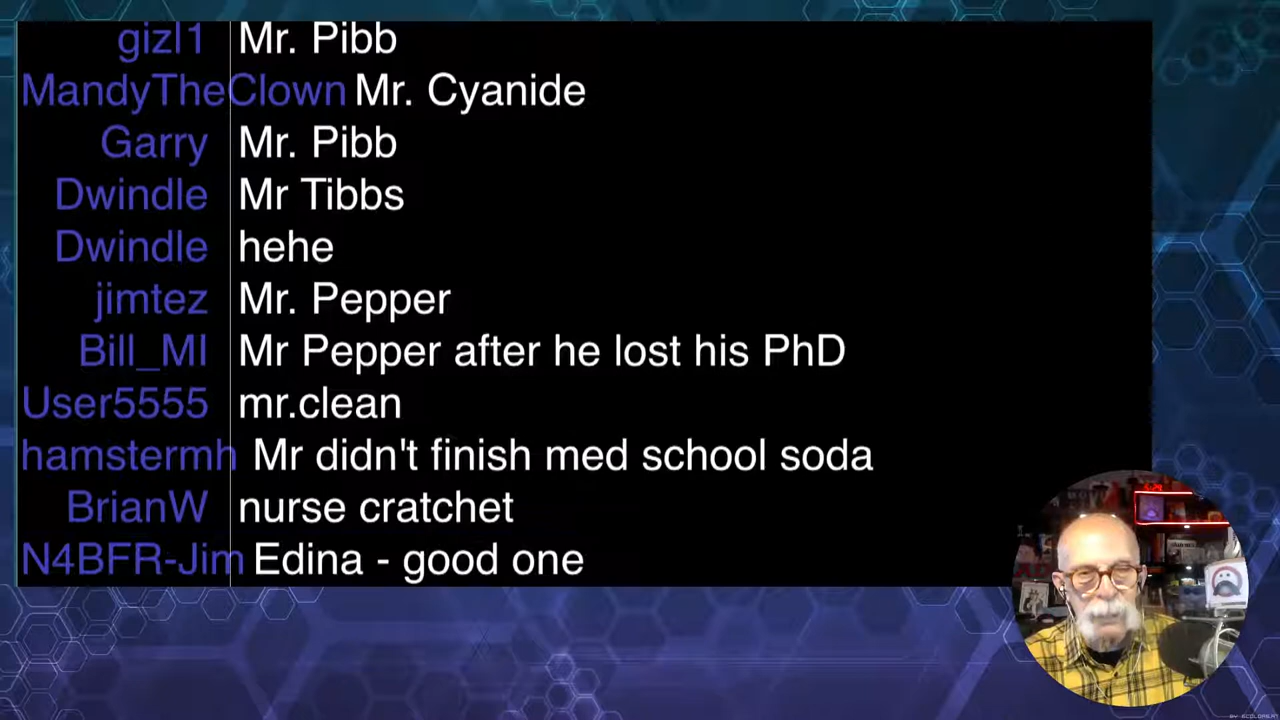 gizl1 Mr. Pibb
MandyTheClown Mr. Cyanide
Garry Mr. Pibb
Dwindle Mr Tibbs
Dwindle hehe
jimtez Mr. Pepper
Bill_MI Mr Pepper after he lost his PhD
User5555 mr.clean
hamstermh Mr didn't finish med school soda
BrianW nurse cratchet
N4BFR-Jim Edina - good one